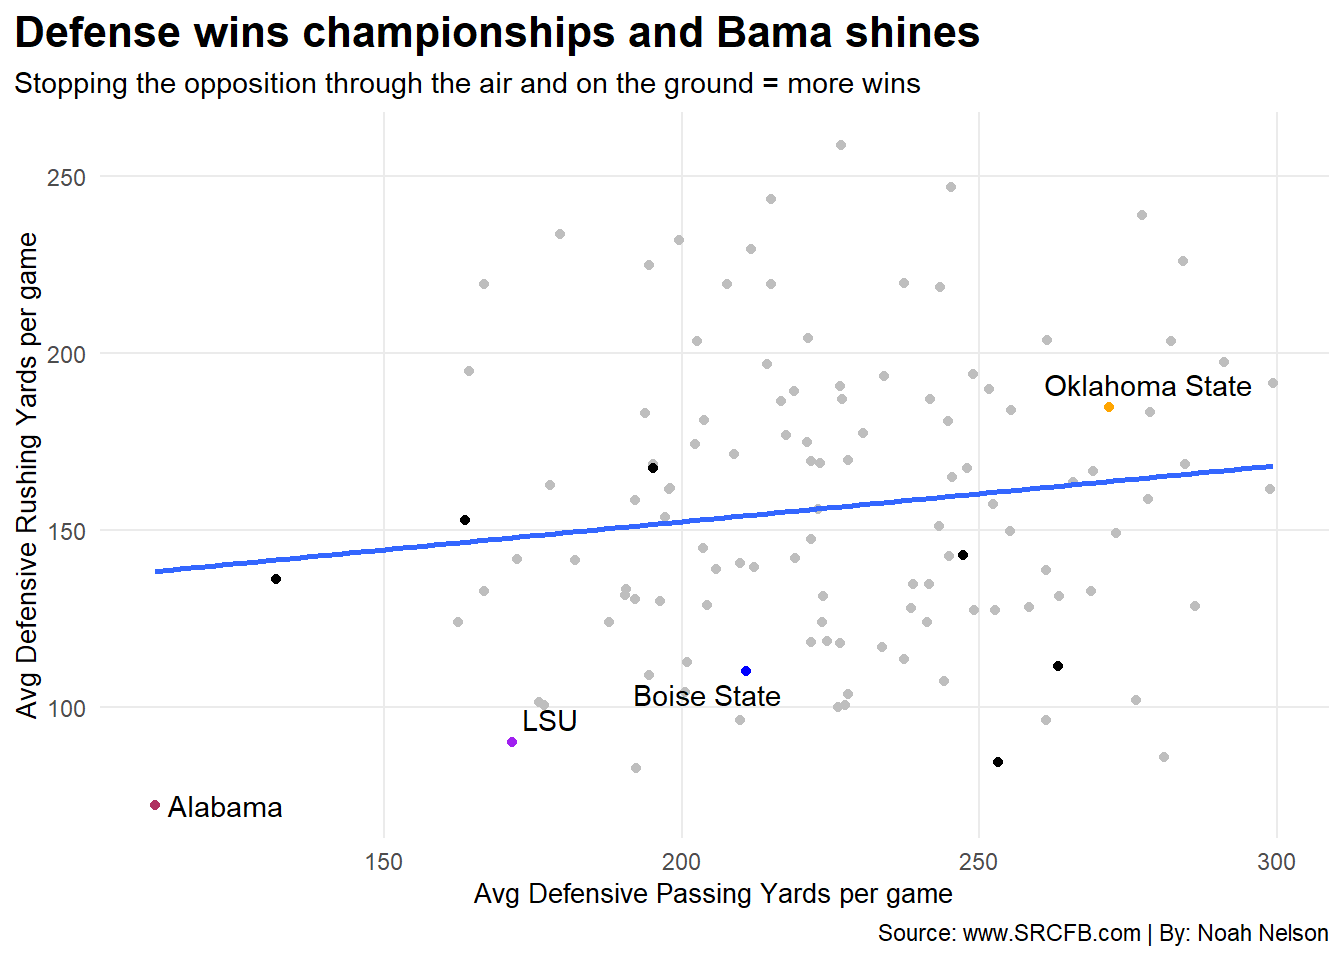 Defense wins championships and Bama shines
Stopping the opposition through the air and on the ground = more wins
Avg Defensive Rushing Yards per game
250
200
150
100
Oklahoma State
Boise State
LSU
Alabama
150
200
250
300
Avg Defensive Passing Yards per game
Source: www.SRCFB.com | By: Noah Nelson